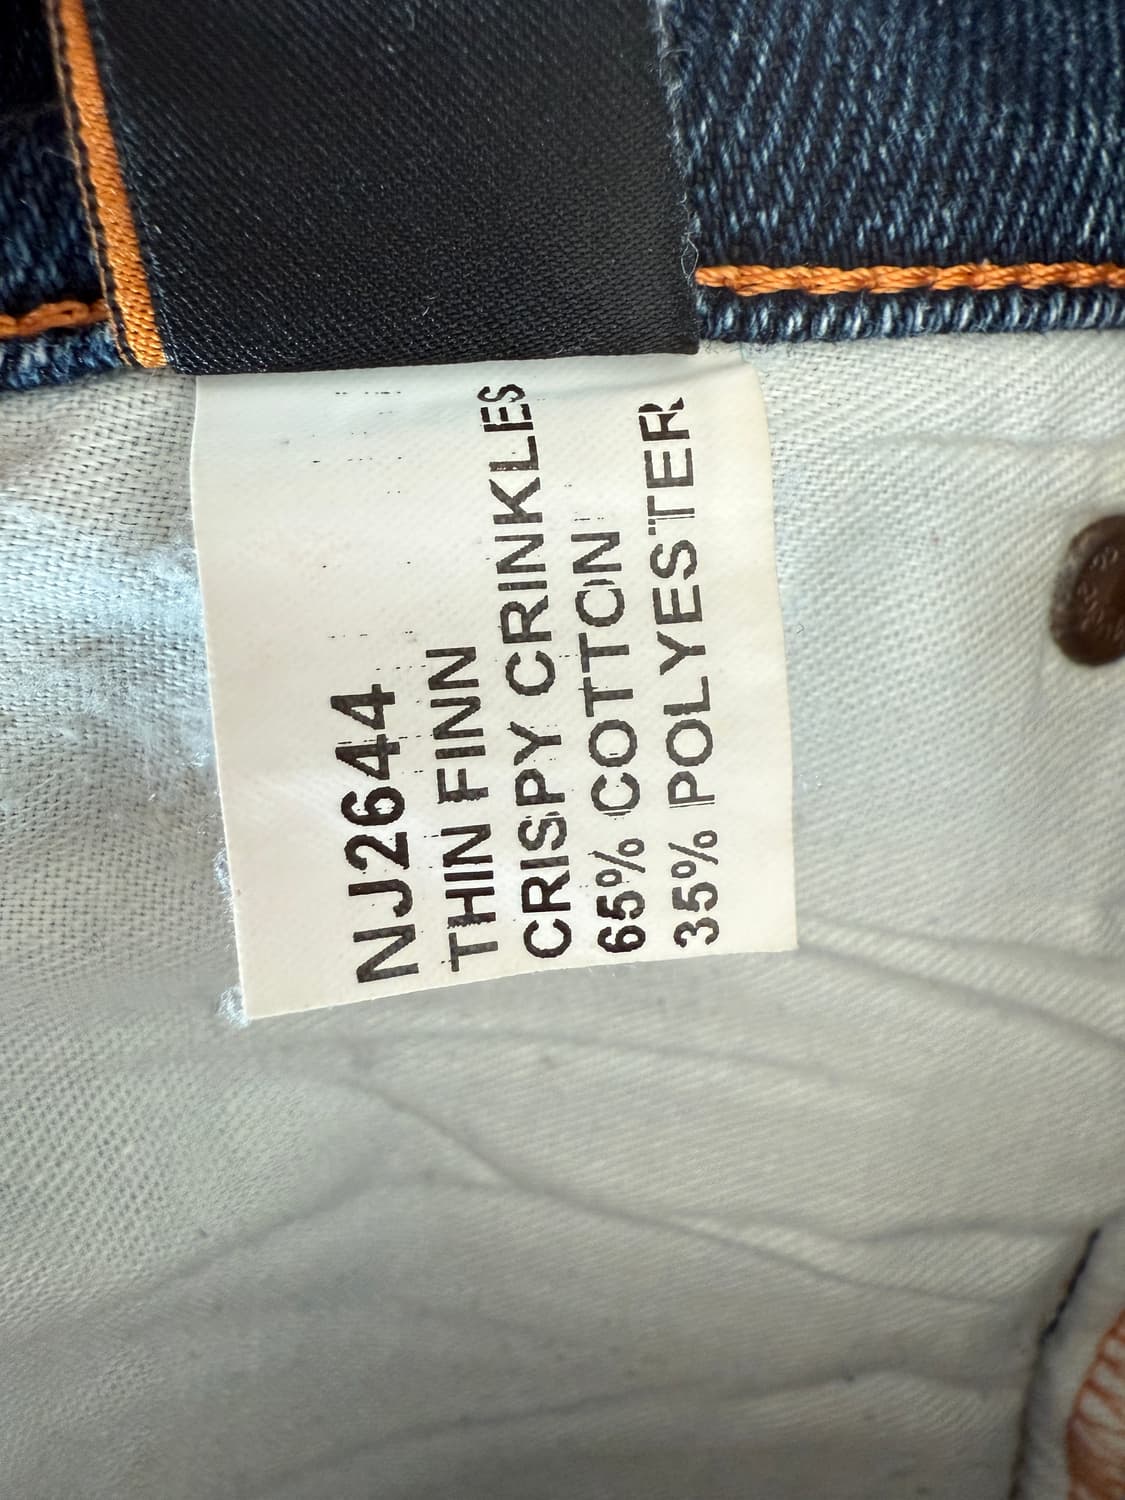 NJ2644
THIN FINN
CRISPY CRINKLES
65% COTTON
35% POLYESTER